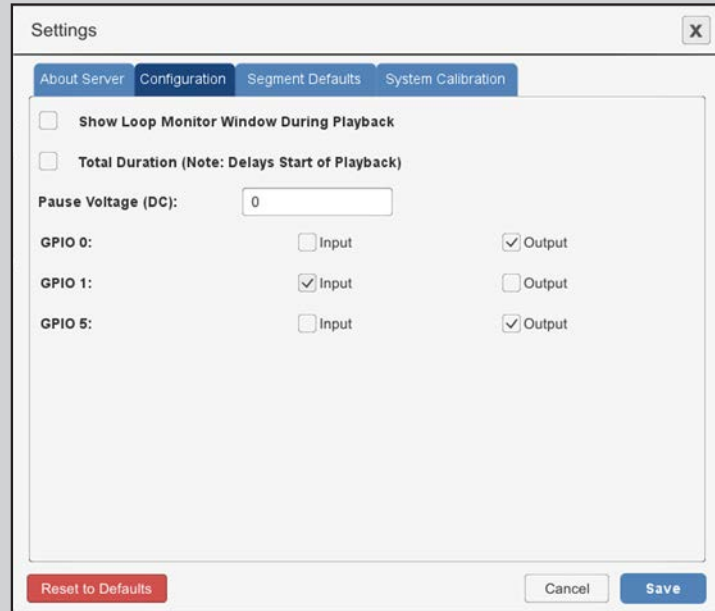 Settings
X
About Server Configuration Segment Defaults System Calibration
Show Loop Monitor Window During Playback
Total Duration (Note: Delays Start of Playback)
Pause Voltage (DC): 0
GPIO 0: Input Output
GPIO 1: Input Output
GPIO 5: Input Output
Reset to Defaults Cancel Save